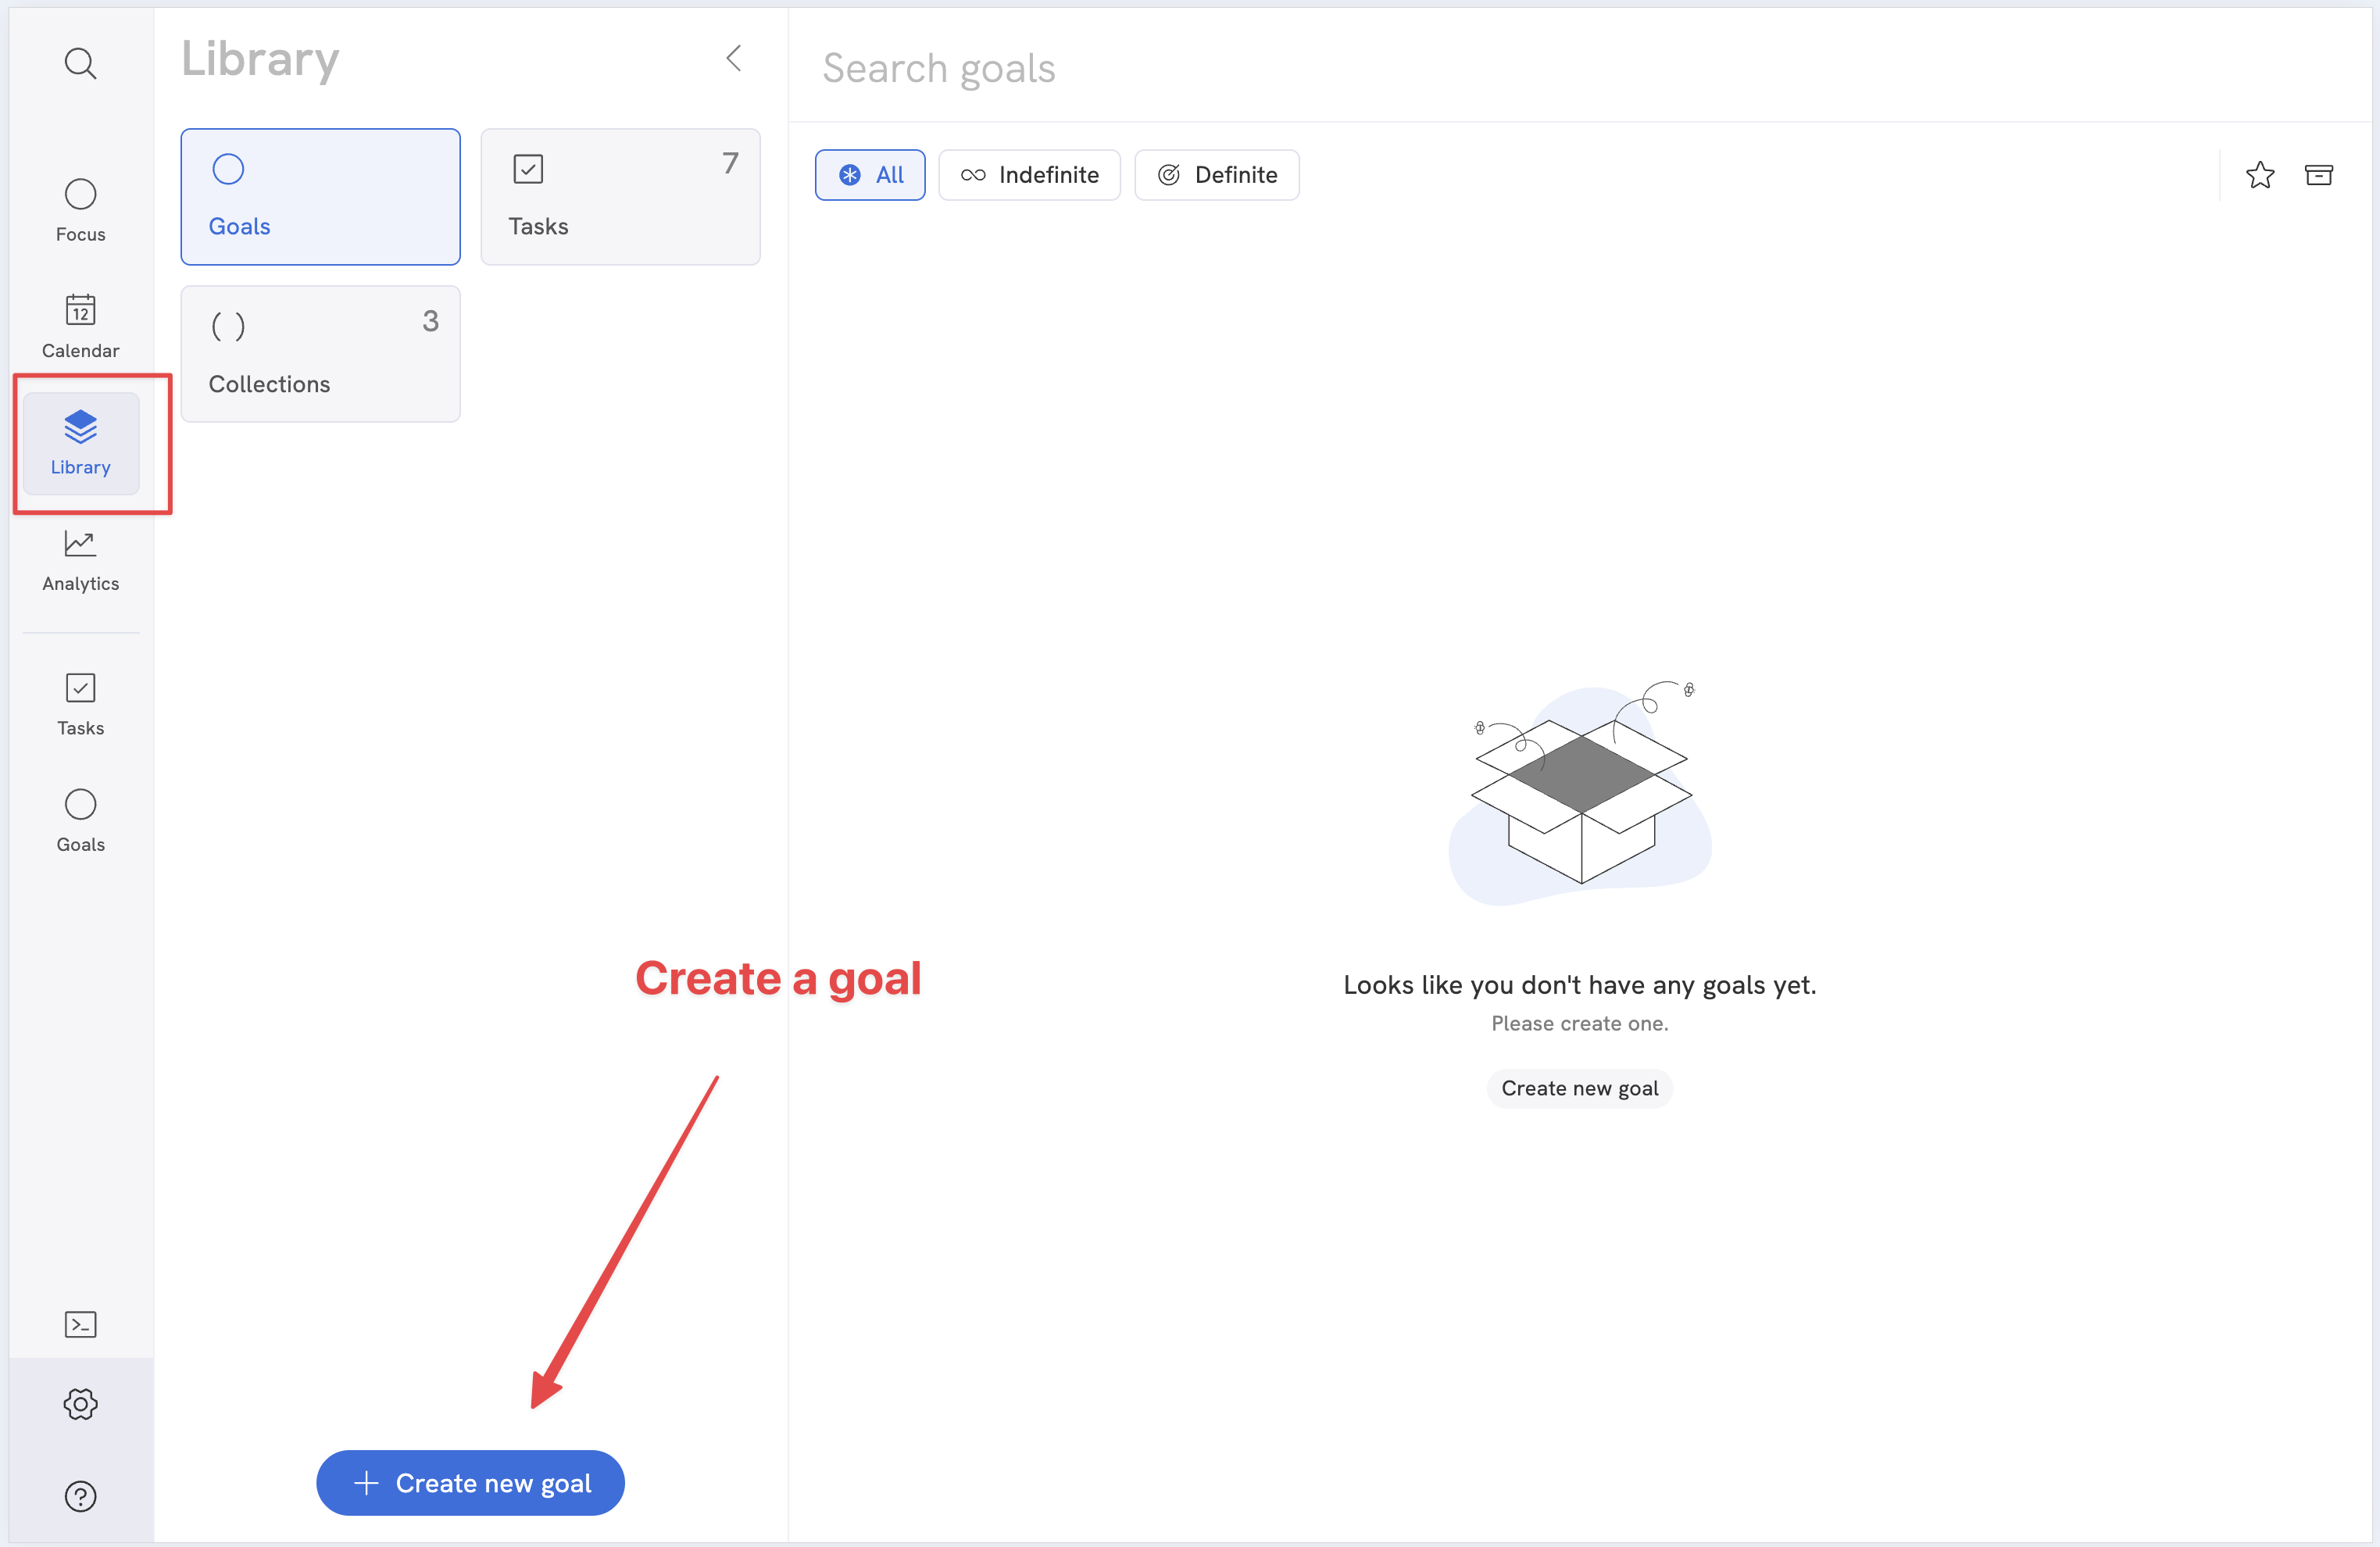 Focus
12
Calendar
Library
Analytics
Tasks
Goals
Library
Goals
7
Tasks
3
Collections
Create a goal
Create new goal
Search goals
All
Indefinite
Definite
Looks like you don't have any goals yet.
Please create one.
Create new goal